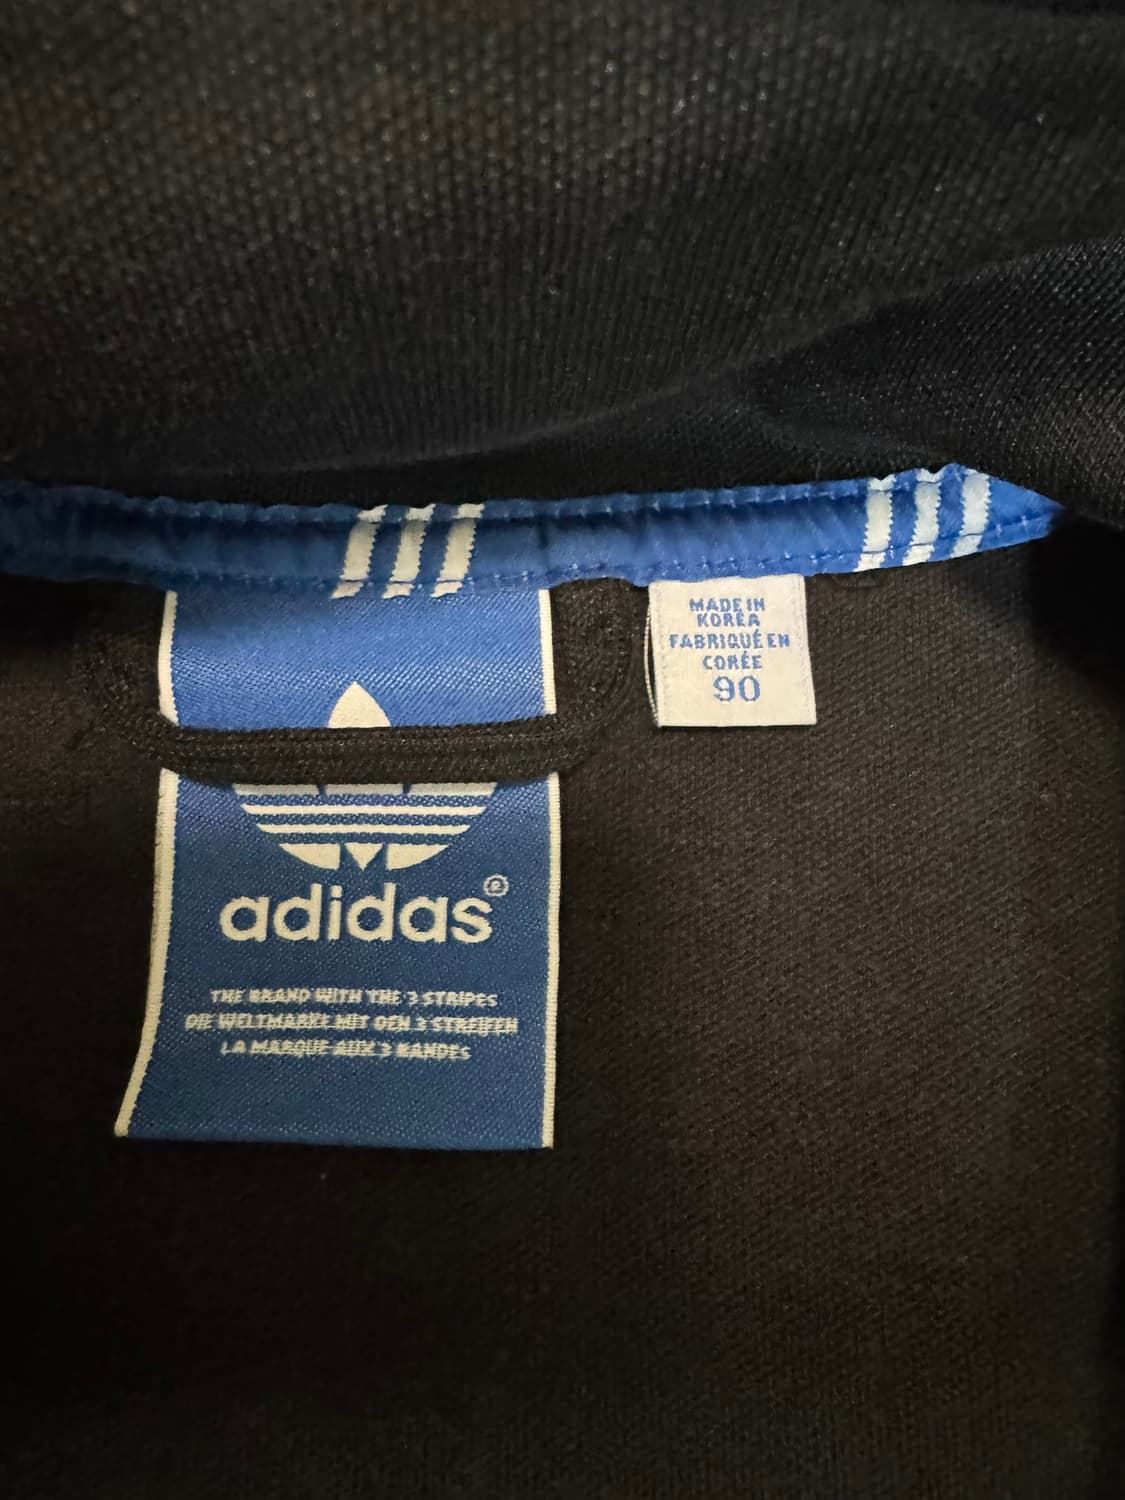 MADE IN
KORÉA
FABRIQUÉ EN
CORÉE
90
adidas®
THE BRAND WITH THE 3 STRIPES
DIE WELTMARKE MIT DEN 3 STREIFEN
LA MARQUE AUX 3 BANDES